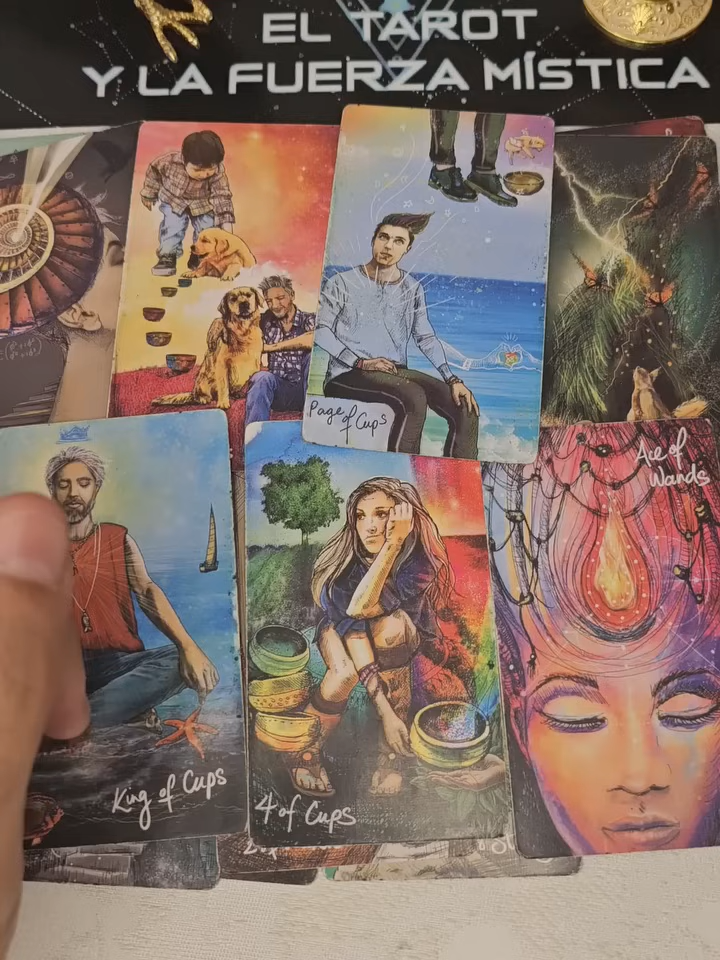 EL TAROT
Y LA FUERZA MÍSTICA
Page of Cups
Ace of
Wands
King of Cups
4 of Cups